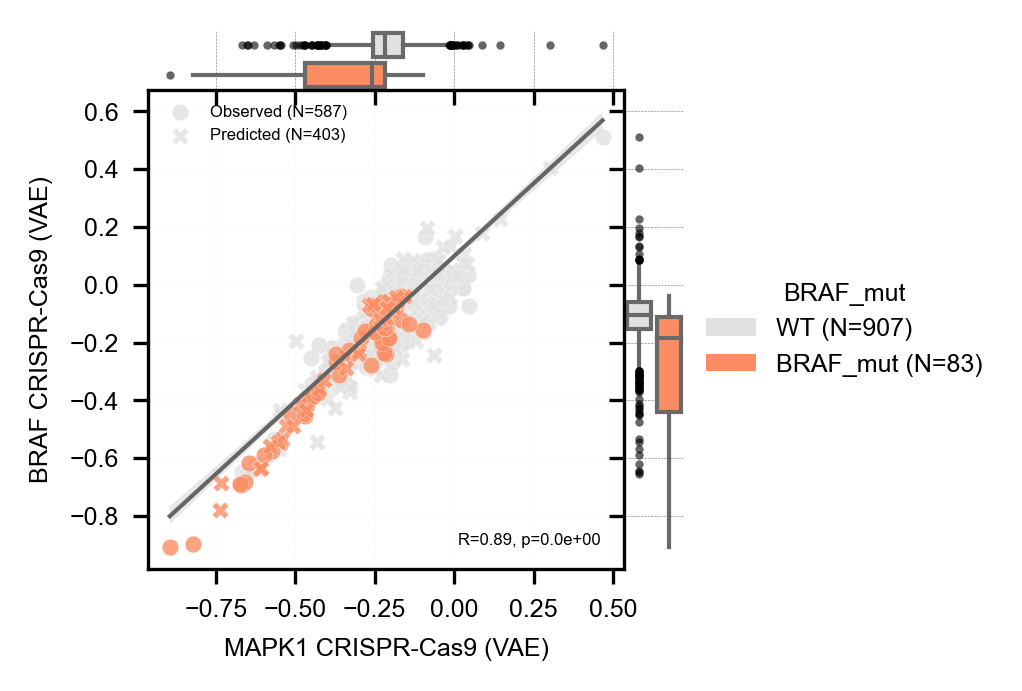 Observed (N=587)
Predicted (N=403)
0.6
0.4
0.2
0.0
−0.2
−0.4
−0.6
−0.8
BRAF CRISPR-Cas9 (VAE)
R=0.89, p=0.0e+00
−0.75
−0.50
−0.25
0.00
0.25
0.50
MAPK1 CRISPR-Cas9 (VAE)
BRAF_mut
WT (N=907)
BRAF_mut (N=83)